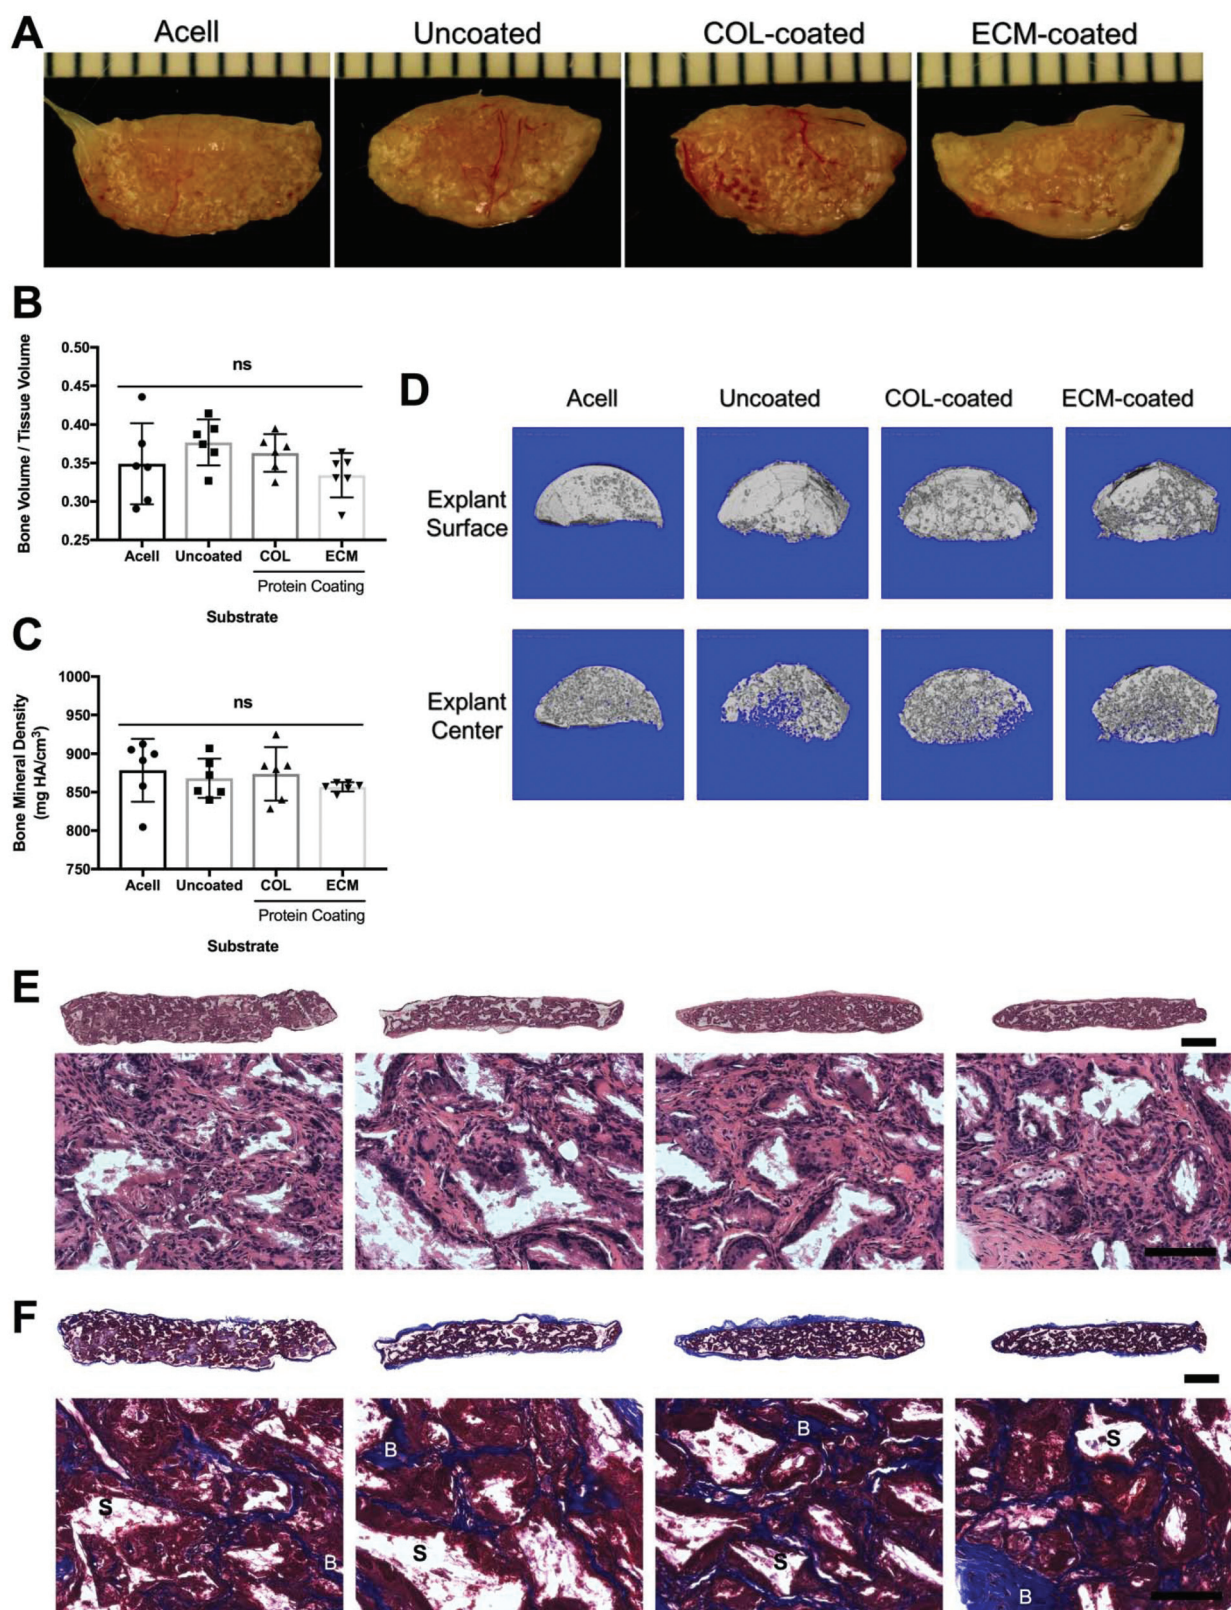 A
Acell Uncoated COL-coated ECM-coated
B
Bone Volume / Tissue Volume
0.50
0.45
0.40
0.35
0.30
0.25
ns
Acell Uncoated COL ECM
Protein Coating
Substrate
C
Bone Mineral Density
(mg HA/cm³)
1000
950
900
850
800
750
ns
Acell Uncoated COL ECM
Protein Coating
Substrate
D
Acell Uncoated COL-coated ECM-coated
Explant
Surface
Explant
Center
E
F
S B
B S
B S
S B